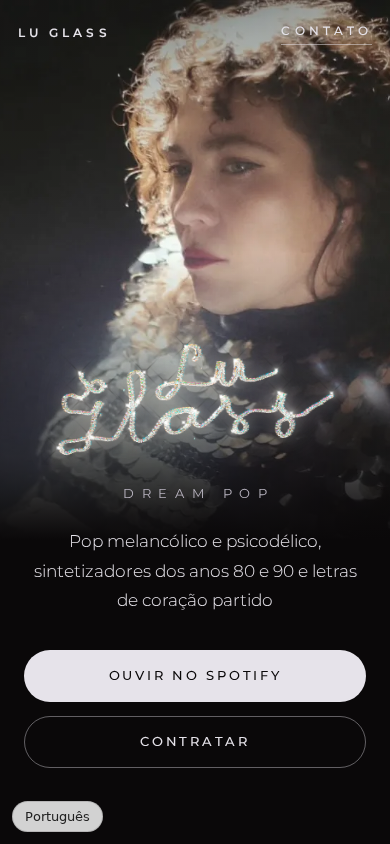 LU GLASS
CONTATO
Lu
Glass
DREAM POP
Pop melancólico e psicodélico,
sintetizadores dos anos 80 e 90 e letras
de coração partido
OUVIR NO SPOTIFY
CONTRATAR
Português